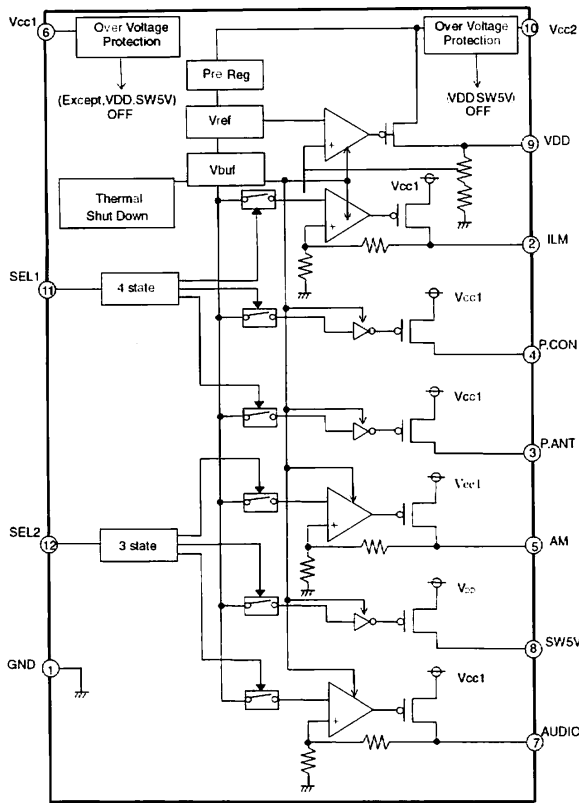 Vcc1
6
Over Voltage
Protection
(Except,VDD,SW5V)
OFF
Over Voltage
Protection
10
Vcc2
(VDD SW5V)
OFF
Pre Reg
Vref
Vbuf
Thermal
Shut Down
9
VDD
Vcc1
2
ILM
SEL1
11
4 state
Vcc1
4
P.CON
Vcc1
3
P.ANT
SEL2
12
3 state
Vcc1
5
AM
8
SW5V
GND
1
Vcc1
7
AUDIO
+
+
+
+